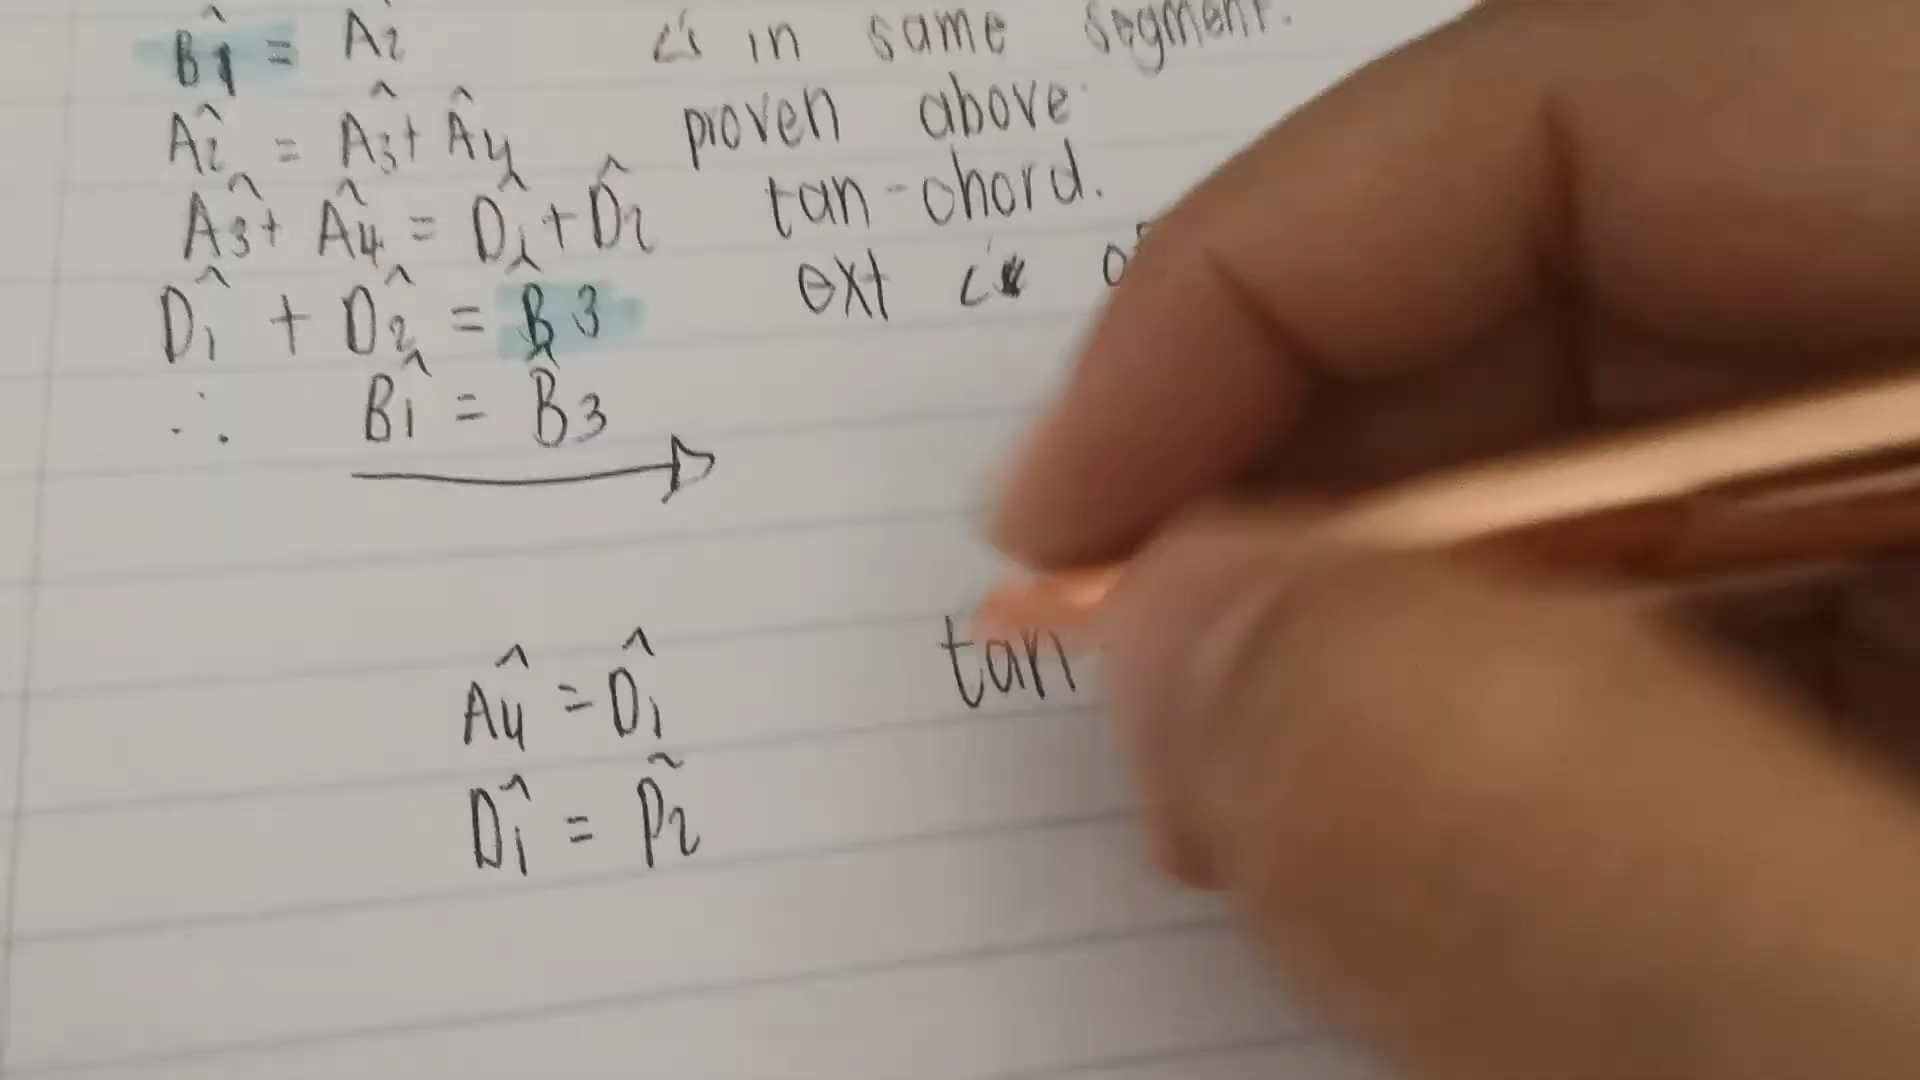 B̂1 = Â2 ∠'s in same segment.
Â2 = Â3 + Â4 proven above
Â3 + Â4 = D̂1 + D̂2 tan-chord.
D̂1 + D̂2 = B̂3 ext ∠
∴ B̂1 = B̂3
Â4 = D̂1 tan
D̂1 = P̂2